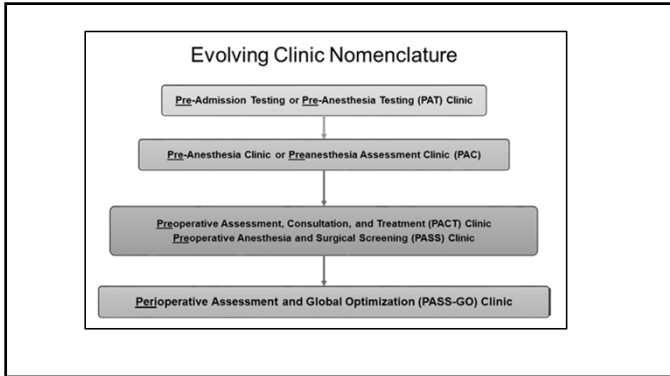 Evolving Clinic Nomenclature
Pre-Admission Testing or Pre-Anesthesia Testing (PAT) Clinic
Pre-Anesthesia Clinic or Preanesthesia Assessment Clinic (PAC)
Preoperative Assessment, Consultation, and Treatment (PACT) Clinic
Preoperative Anesthesia and Surgical Screening (PASS) Clinic
Perioperative Assessment and Global Optimization (PASS-GO) Clinic